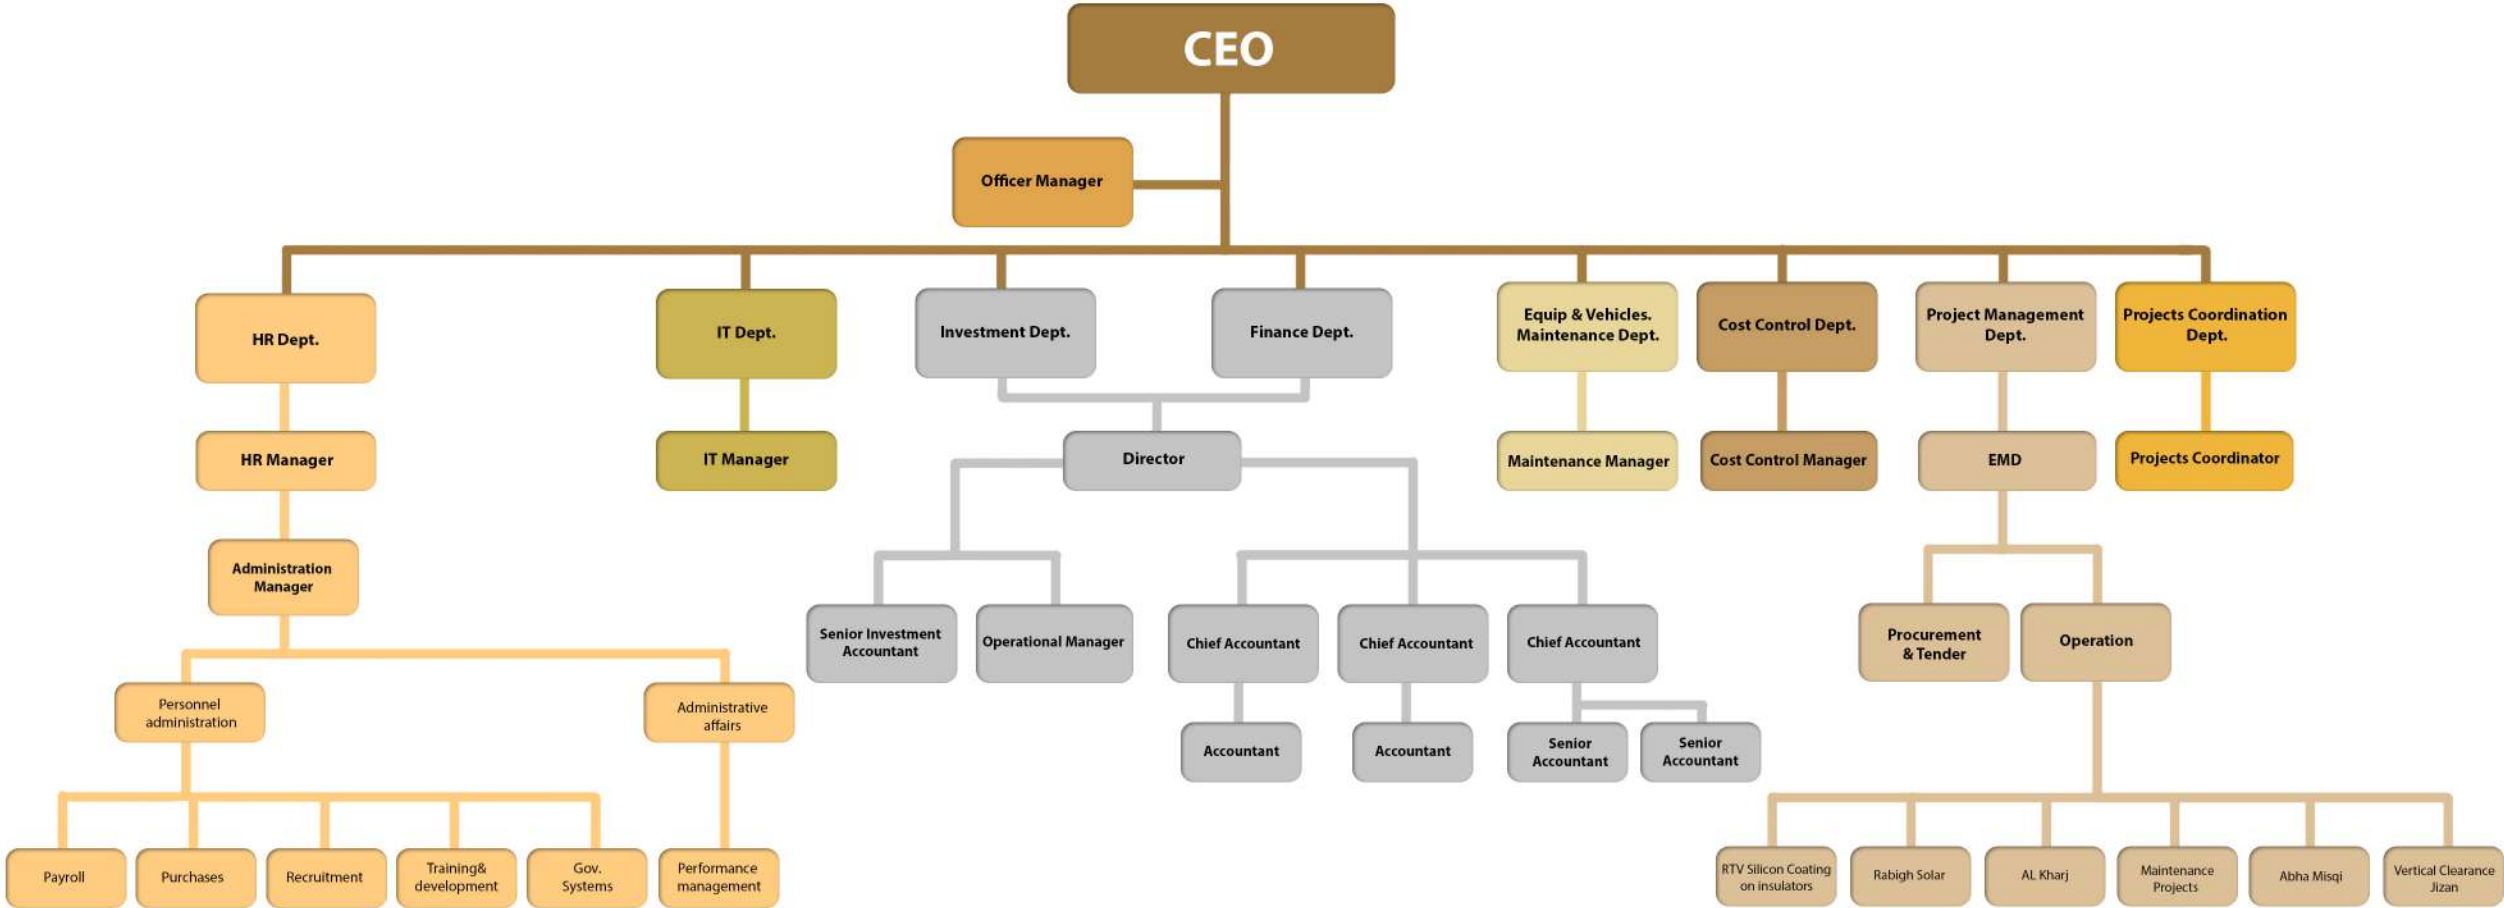 CEO
Officer Manager
HR Dept.
IT Dept.
Investment Dept.
Finance Dept.
Equip & Vehicles.
Maintenance Dept.
Cost Control Dept.
Project Management
Dept.
Projects Coordination
Dept.
HR Manager
IT Manager
Director
Maintenance Manager
Cost Control Manager
EMD
Projects Coordinator
Administration
Manager
Senior Investment
Accountant
Operational Manager
Chief Accountant
Chief Accountant
Chief Accountant
Procurement
& Tender
Operation
Personnel
administration
Administrative
affairs
Accountant
Accountant
Senior
Accountant
Senior
Accountant
Payroll
Purchases
Recruitment
Training&
development
Gov.
Systems
Performance
management
RTV Silicon Coating
on insulators
Rabigh Solar
AL Kharj
Maintenance
Projects
Abha Misqi
Vertical Clearance
Jizan